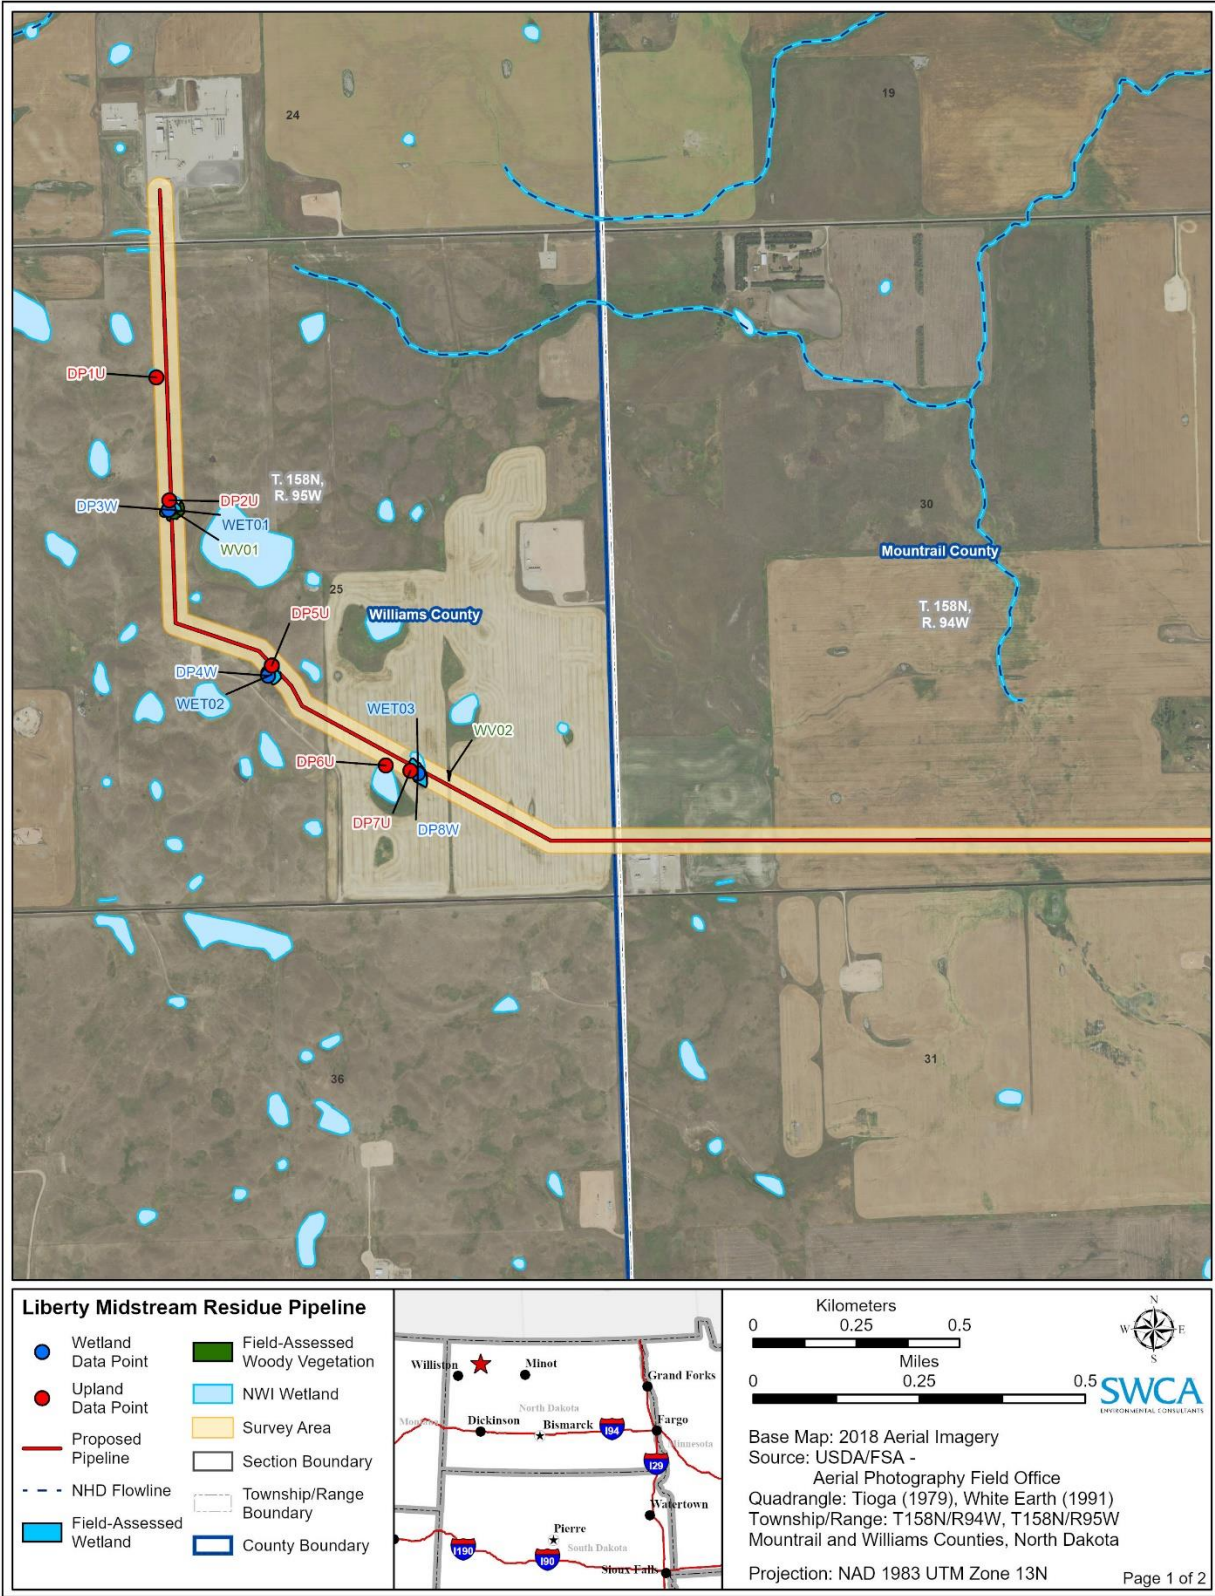 24
19
DP1U
T. 158N,
R. 95W
DP2U
DP3W
WET01
WV01
30
Mountrail County
25
DP5U
Williams County
T. 158N,
R. 94W
DP4W
WET02
WET03
WV02
DP6U
DP7U
DP8W
31
36
Liberty Midstream Residue Pipeline
Wetland
Data Point
Upland
Data Point
Proposed
Pipeline
NHD Flowline
Field-Assessed
Wetland
Field-Assessed
Woody Vegetation
NWI Wetland
Survey Area
Section Boundary
Township/Range
Boundary
County Boundary
Williston
Minot
Grand Forks
North Dakota
Dickinson
Bismarck
I94
Fargo
Minnesota
I29
Watertown
Pierre
South Dakota
I190
I90
Sioux Falls
Kilometers
0 0.25 0.5
Miles
0 0.25 0.5
N
W E
S
SWCA
ENVIRONMENTAL CONSULTANTS
Base Map: 2018 Aerial Imagery
Source: USDA/FSA -
Aerial Photography Field Office
Quadrangle: Tioga (1979), White Earth (1991)
Township/Range: T158N/R94W, T158N/R95W
Mountrail and Williams Counties, North Dakota
Projection: NAD 1983 UTM Zone 13N
Page 1 of 2